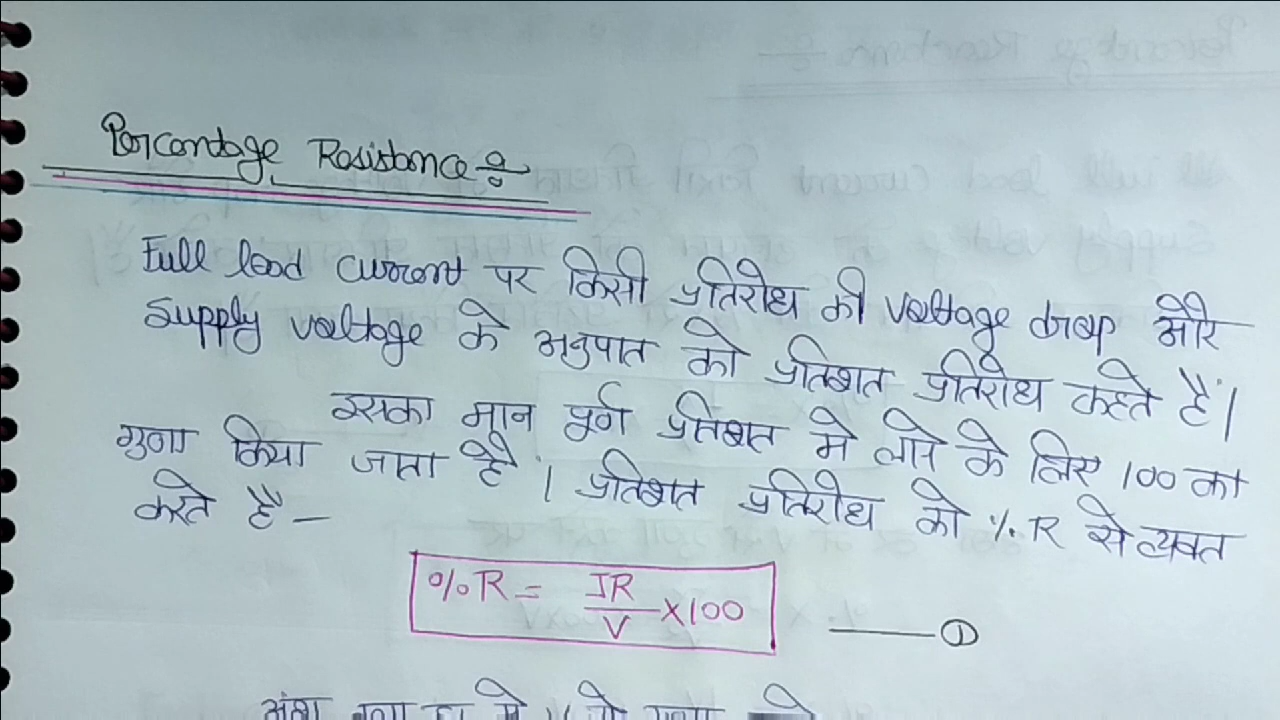 Percentage Resistance÷
Full load current पर किसी प्रतिरोध की voltage drop और
supply voltage के अनुपात को प्रतिशत प्रतिरोध कहते हैं।
इसका मान पूर्ण प्रतिशत मे लाने के लिए 100 का
गुणा किया जाता है। प्रतिशत प्रतिरोध को %R से व्यक्त
करते है –
%R = IR/V ×100 —— ①